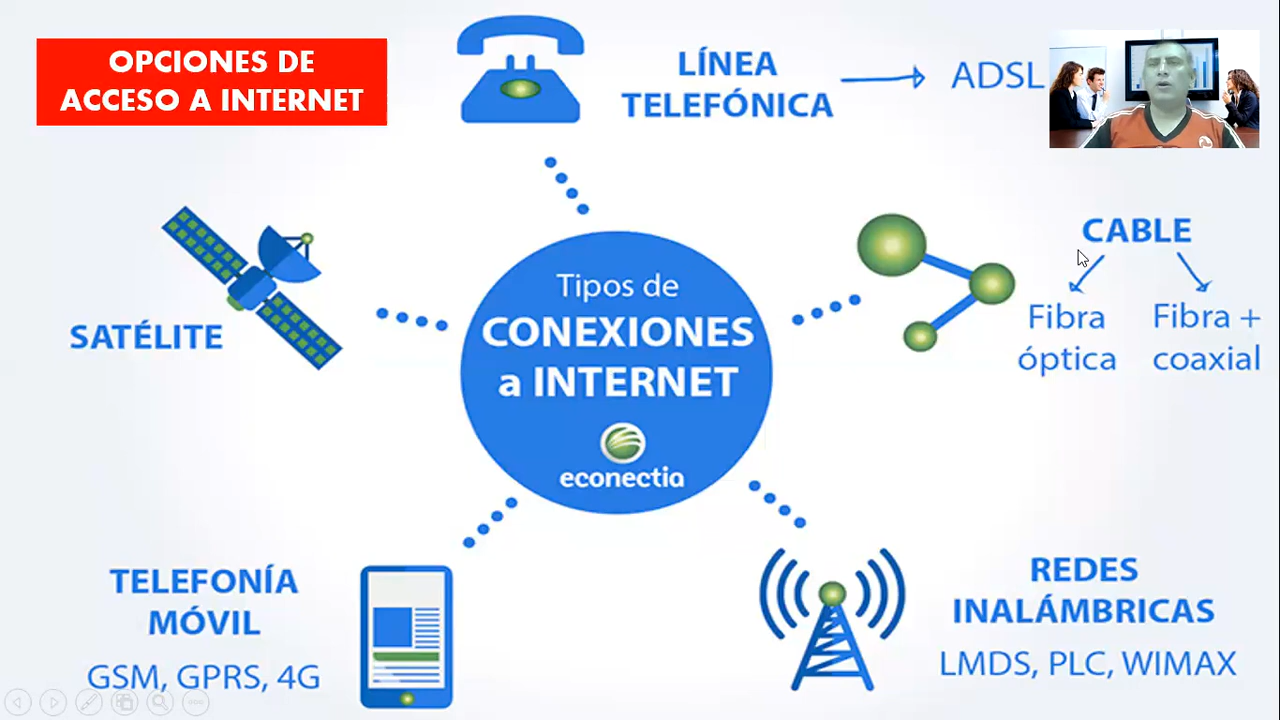 OPCIONES DE
ACCESO A INTERNET
LÍNEA
TELEFÓNICA
ADSL
CABLE
Fibra
óptica
Fibra +
coaxial
SATÉLITE
Tipos de
CONEXIONES
a INTERNET
econectia
TELEFONÍA
MÓVIL
GSM, GPRS, 4G
REDES
INALÁMBRICAS
LMDS, PLC, WIMAX